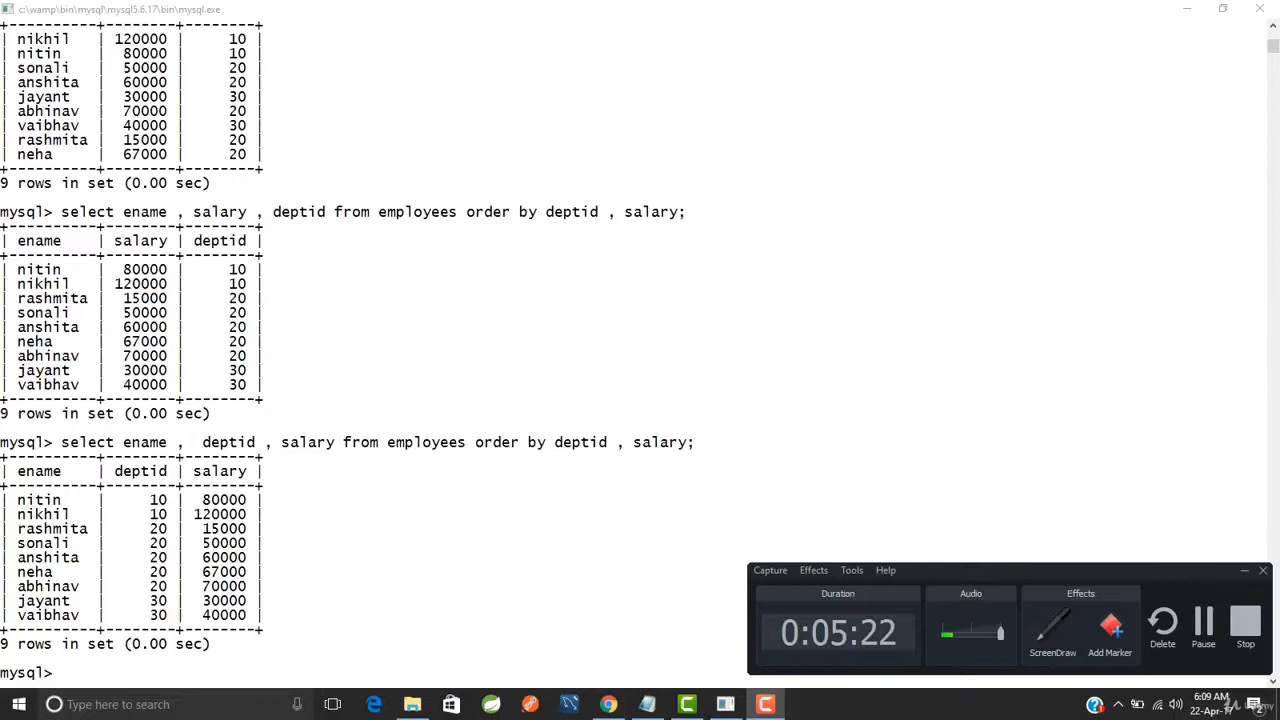 c:\wamp\bin\mysql\mysql5.6.17\bin\mysql.exe
+----------+--------+--------+
| nikhil   | 120000 |     10 |
| nitin    |  80000 |     10 |
| sonali   |  50000 |     20 |
| anshita  |  60000 |     20 |
| jayant   |  30000 |     30 |
| abhinav  |  70000 |     20 |
| vaibhav  |  40000 |     30 |
| rashmita |  15000 |     20 |
| neha     |  67000 |     20 |
+----------+--------+--------+
9 rows in set (0.00 sec)
mysql> select ename , salary , deptid from employees order by deptid , salary;
+----------+--------+--------+
| ename    | salary | deptid |
+----------+--------+--------+
| nitin    |  80000 |     10 |
| nikhil   | 120000 |     10 |
| rashmita |  15000 |     20 |
| sonali   |  50000 |     20 |
| anshita  |  60000 |     20 |
| neha     |  67000 |     20 |
| abhinav  |  70000 |     20 |
| jayant   |  30000 |     30 |
| vaibhav  |  40000 |     30 |
+----------+--------+--------+
9 rows in set (0.00 sec)
mysql> select ename ,  deptid , salary from employees order by deptid , salary;
+----------+--------+--------+
| ename    | deptid | salary |
+----------+--------+--------+
| nitin    |     10 |  80000 |
| nikhil   |     10 | 120000 |
| rashmita |     20 |  15000 |
| sonali   |     20 |  50000 |
| anshita  |     20 |  60000 |
| neha     |     20 |  67000 |
| abhinav  |     20 |  70000 |
| jayant   |     30 |  30000 |
| vaibhav  |     30 |  40000 |
+----------+--------+--------+
9 rows in set (0.00 sec)
mysql>
Capture Effects Tools Help
Duration Audio Effects
0:05:22
ScreenDraw Add Marker Delete Pause Stop
Type here to search
6:09 AM
22-Apr-1